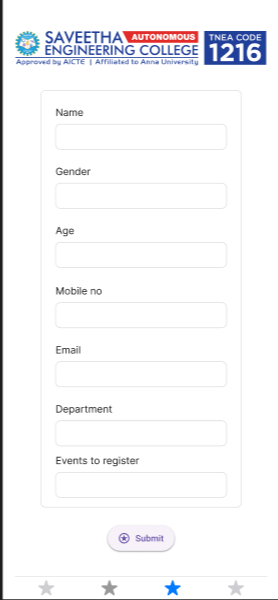 SAVEETHA AUTONOMOUS
ENGINEERING COLLEGE
Approved by AICTE | Affiliated to Anna University
TNEA CODE
1216
Name
Gender
Age
Mobile no
Email
Department
Events to register
Submit